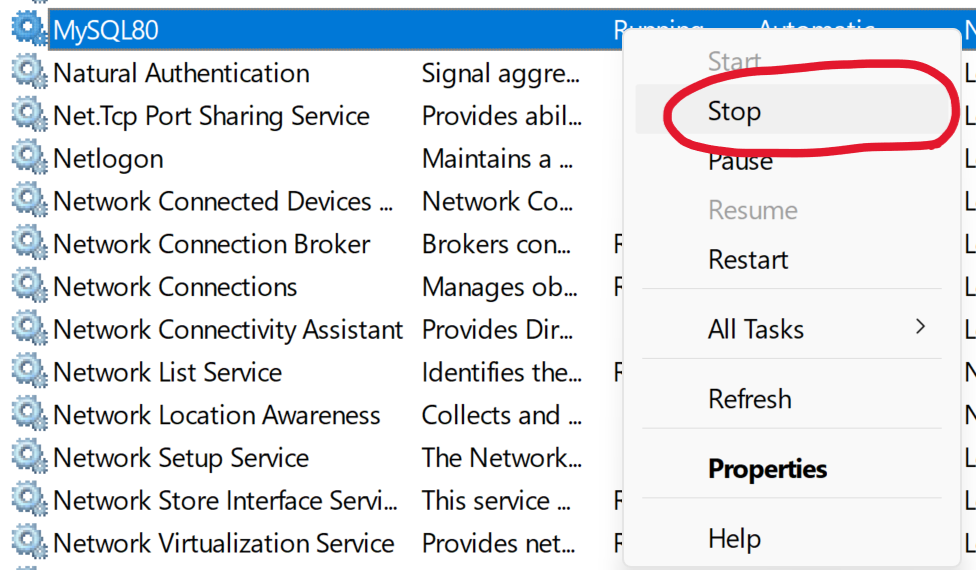 MySQL80 Running Automatic
Start
Natural Authentication Signal aggre...
Stop
Net.Tcp Port Sharing Service Provides abil...
Netlogon Maintains a ...
Pause
Network Connected Devices ... Network Co...
Resume
Network Connection Broker Brokers con...
Restart
Network Connections Manages ob...
Network Connectivity Assistant Provides Dir...
All Tasks
Network List Service Identifies the...
Refresh
Network Location Awareness Collects and ...
Network Setup Service The Network...
Properties
Network Store Interface Servi... This service ...
Network Virtualization Service Provides net...
Help